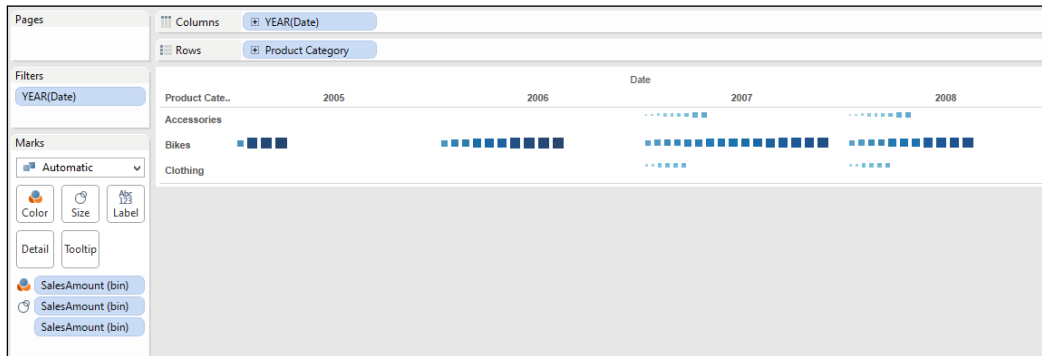 Pages
Columns
YEAR(Date)
Rows
Product Category
Filters
YEAR(Date)
Date
Product Cate..
2005
2006
2007
2008
Accessories
Bikes
Clothing
Marks
Automatic
Color
Size
Abc
123
Label
Detail
Tooltip
SalesAmount (bin)
SalesAmount (bin)
SalesAmount (bin)